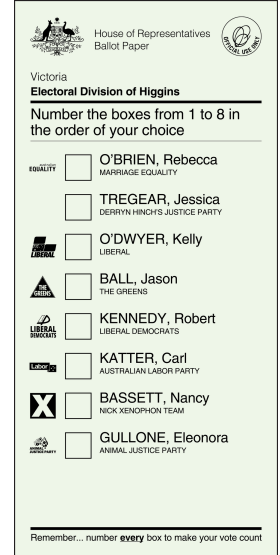 House of Representatives
Ballot Paper
OFFICIAL USE ONLY
Victoria
Electoral Division of Higgins
Number the boxes from 1 to 8 in
the order of your choice
australian
EQUALITY
O'BRIEN, Rebecca
MARRIAGE EQUALITY
TREGEAR, Jessica
DERRYN HINCH'S JUSTICE PARTY
LIBERAL
O'DWYER, Kelly
LIBERAL
THE
GREENS
BALL, Jason
THE GREENS
LIBERAL
DEMOCRATS
KENNEDY, Robert
LIBERAL DEMOCRATS
Labor
KATTER, Carl
AUSTRALIAN LABOR PARTY
X
BASSETT, Nancy
NICK XENOPHON TEAM
ANIMAL
JUSTICE PARTY
GULLONE, Eleonora
ANIMAL JUSTICE PARTY
Remember... number every box to make your vote count